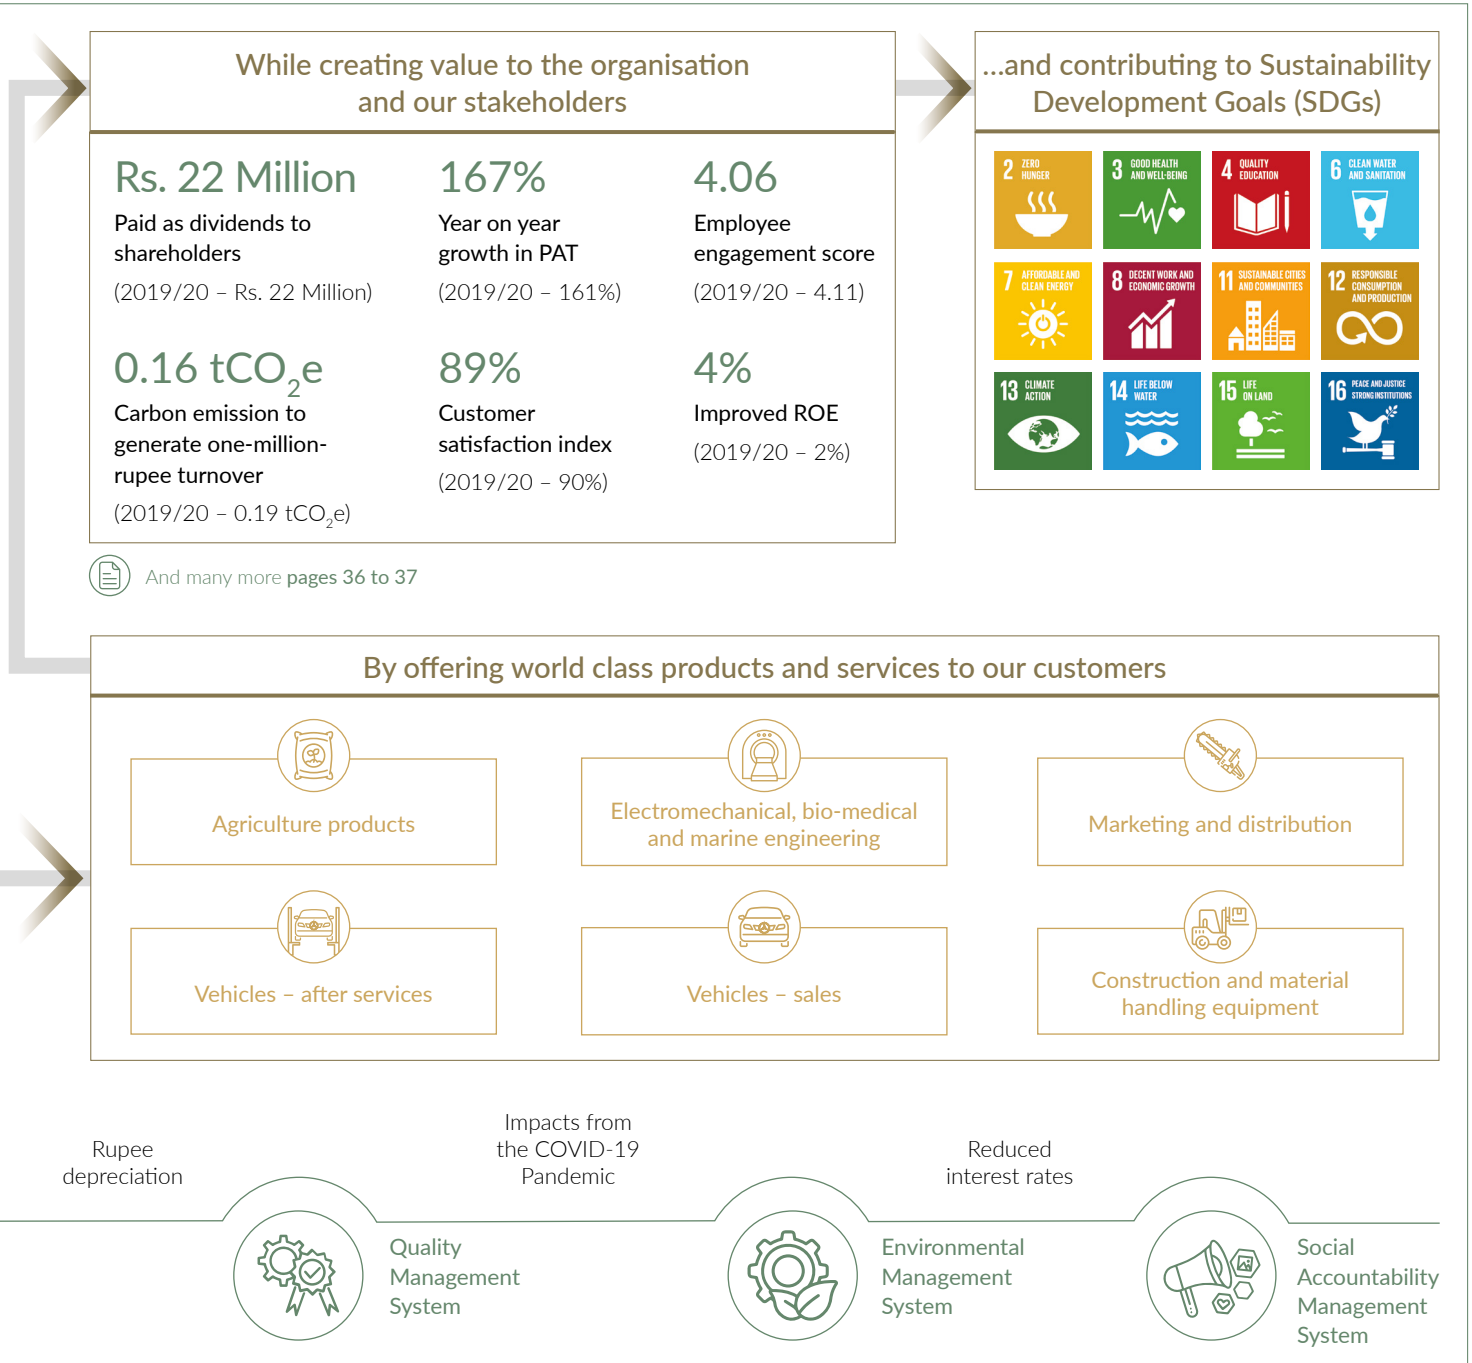 While creating value to the organisation
and our stakeholders
Rs. 22 Million
Paid as dividends to
shareholders
(2019/20 – Rs. 22 Million)
167%
Year on year
growth in PAT
(2019/20 – 161%)
4.06
Employee
engagement score
(2019/20 – 4.11)
0.16 tCO₂e
Carbon emission to
generate one-million-
rupee turnover
(2019/20 – 0.19 tCO₂e)
89%
Customer
satisfaction index
(2019/20 – 90%)
4%
Improved ROE
(2019/20 – 2%)
And many more pages 36 to 37
...and contributing to Sustainability
Development Goals (SDGs)
2 ZERO
HUNGER
3 GOOD HEALTH
AND WELL-BEING
4 QUALITY
EDUCATION
6 CLEAN WATER
AND SANITATION
7 AFFORDABLE AND
CLEAN ENERGY
8 DECENT WORK AND
ECONOMIC GROWTH
11 SUSTAINABLE CITIES
AND COMMUNITIES
12 RESPONSIBLE
CONSUMPTION
AND PRODUCTION
13 CLIMATE
ACTION
14 LIFE BELOW
WATER
15 LIFE
ON LAND
16 PEACE AND JUSTICE
STRONG INSTITUTIONS
By offering world class products and services to our customers
Agriculture products
Electromechanical, bio-medical
and marine engineering
Marketing and distribution
Vehicles – after services
Vehicles – sales
Construction and material
handling equipment
Rupee
depreciation
Impacts from
the COVID-19
Pandemic
Reduced
interest rates
Quality
Management
System
Environmental
Management
System
Social
Accountability
Management
System